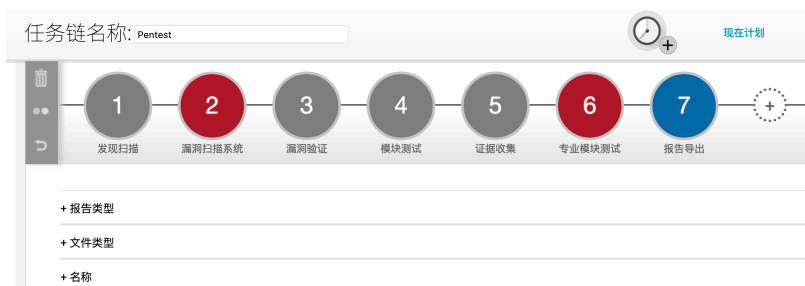 任务链名称: Pentest
现在计划
1 2 3 4 5 6 7
发现扫描 漏洞扫描系统 漏洞验证 模块测试 证据收集 专业模块测试 报告导出
+ 报告类型
+ 文件类型
+ 名称